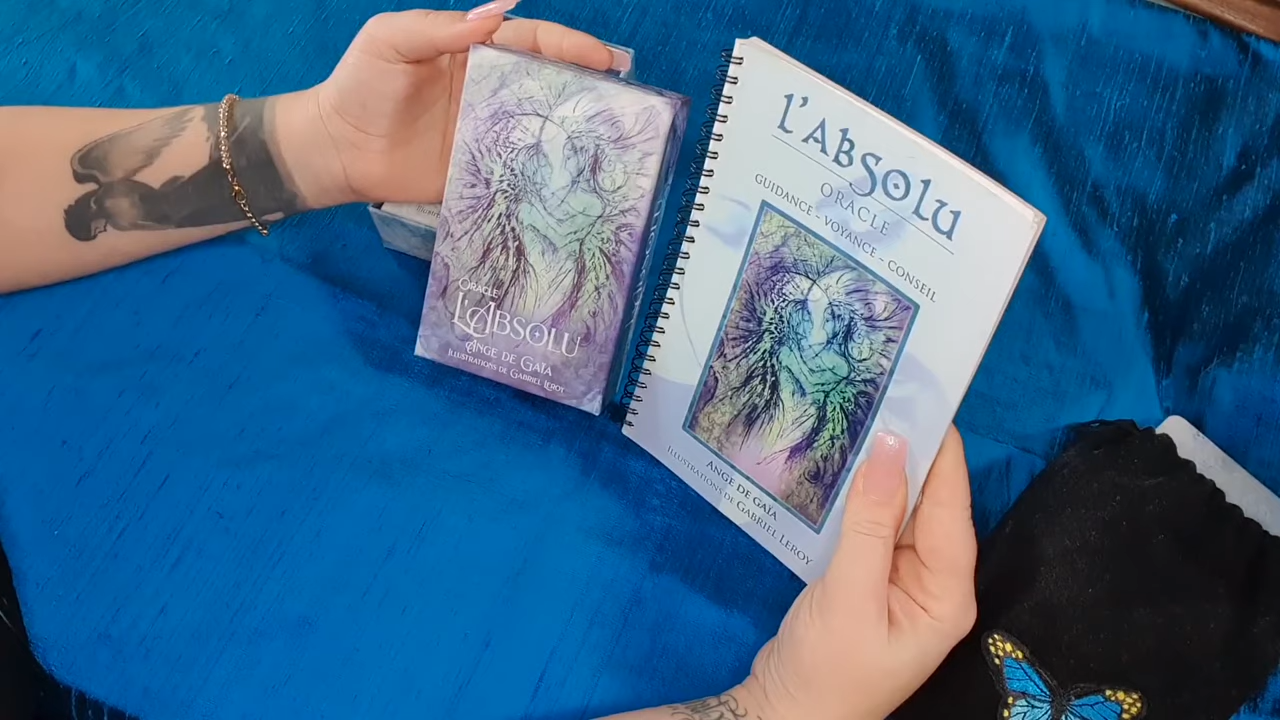 ORACLE
L'ABSOLU
ANGE DE GAÏA
ILLUSTRATIONS DE GABRIEL LEROY
L'ABSOLU
ORACLE
GUIDANCE - VOYANCE - CONSEIL
ANGE DE GAÏA
ILLUSTRATIONS DE GABRIEL LEROY